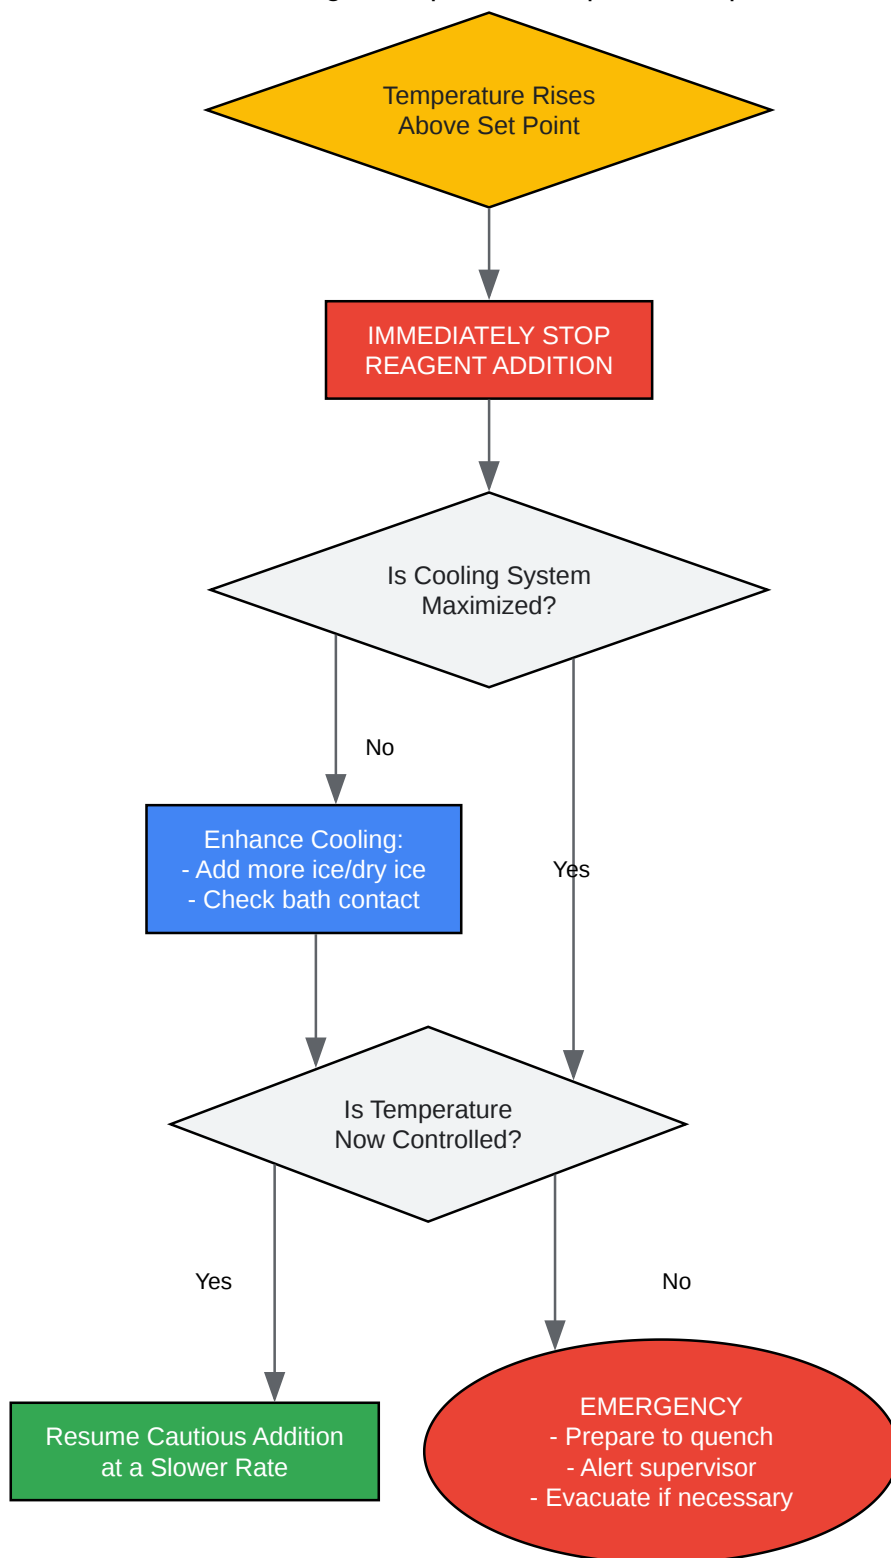 Temperature Rises
Above Set Point
IMMEDIATELY STOP
REAGENT ADDITION
Is Cooling System
Maximized?
No
Enhance Cooling:
- Add more ice/dry ice
- Check bath contact
Yes
Is Temperature
Now Controlled?
Yes
No
Resume Cautious Addition
at a Slower Rate
EMERGENCY
- Prepare to quench
- Alert supervisor
- Evacuate if necessary